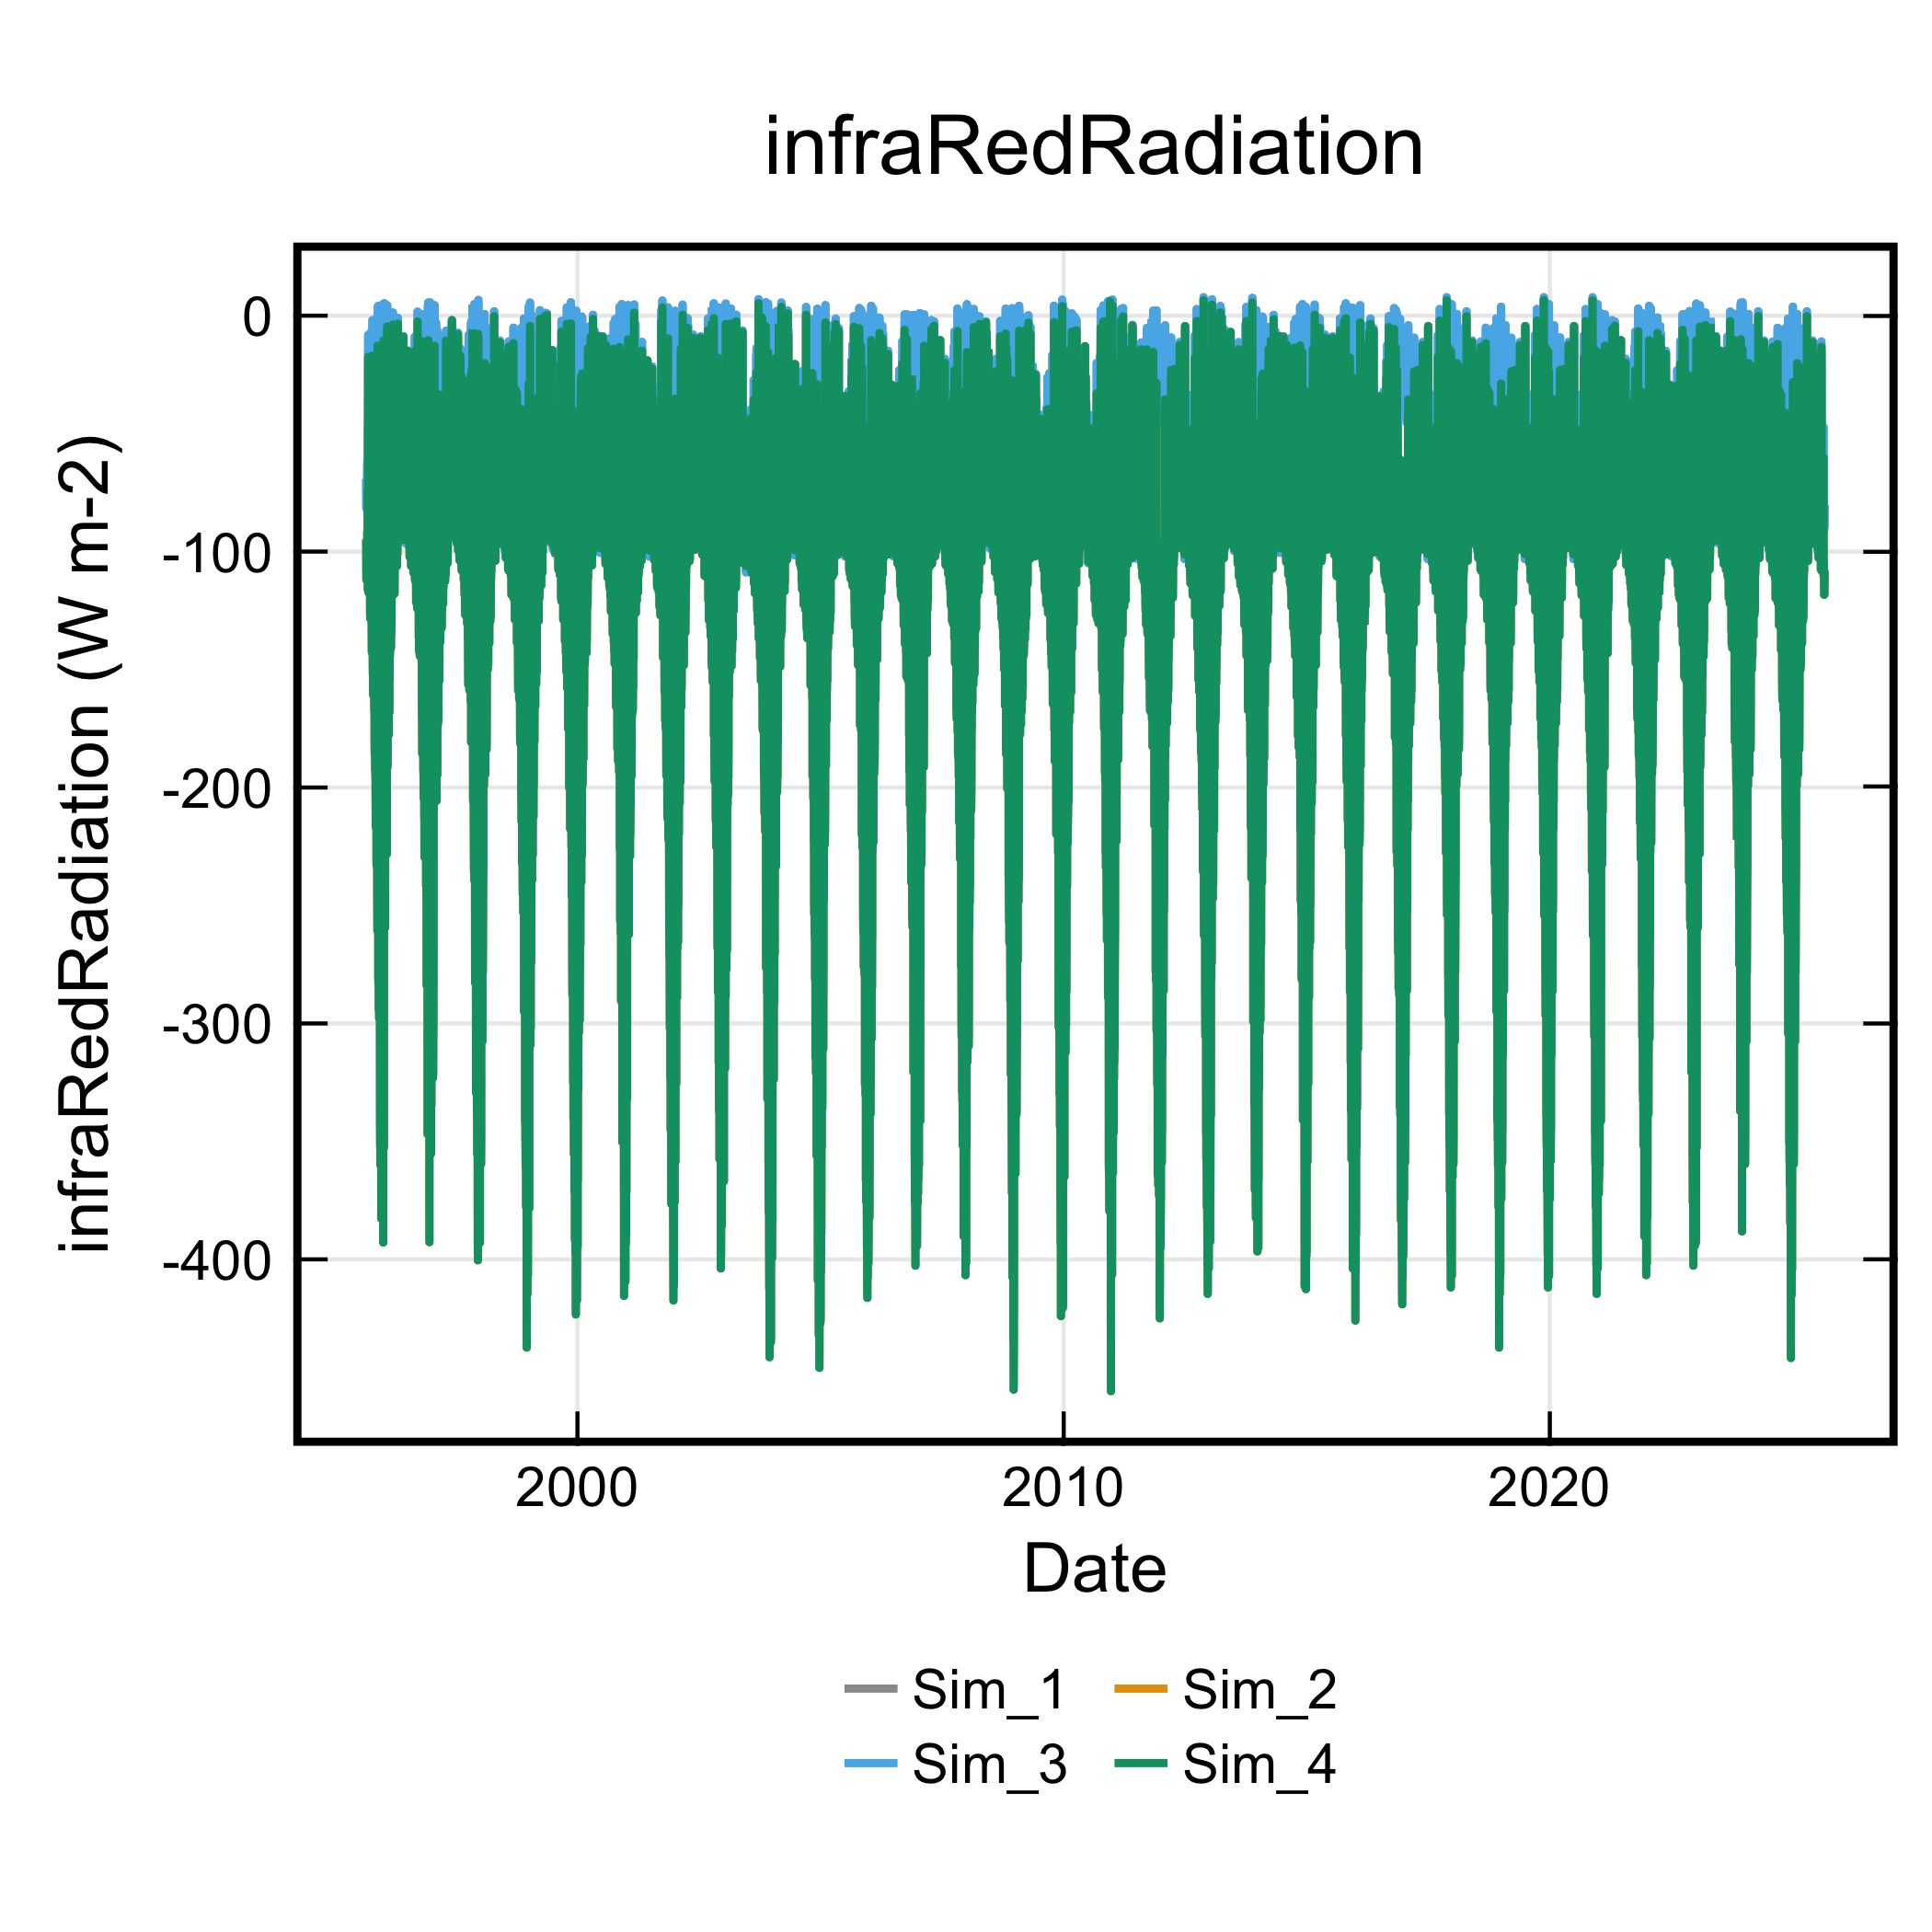 infraRedRadiation
infraRedRadiation (W m-2)
0
-100
-200
-300
-400
2000 2010 2020
Date
Sim_1 Sim_2
Sim_3 Sim_4